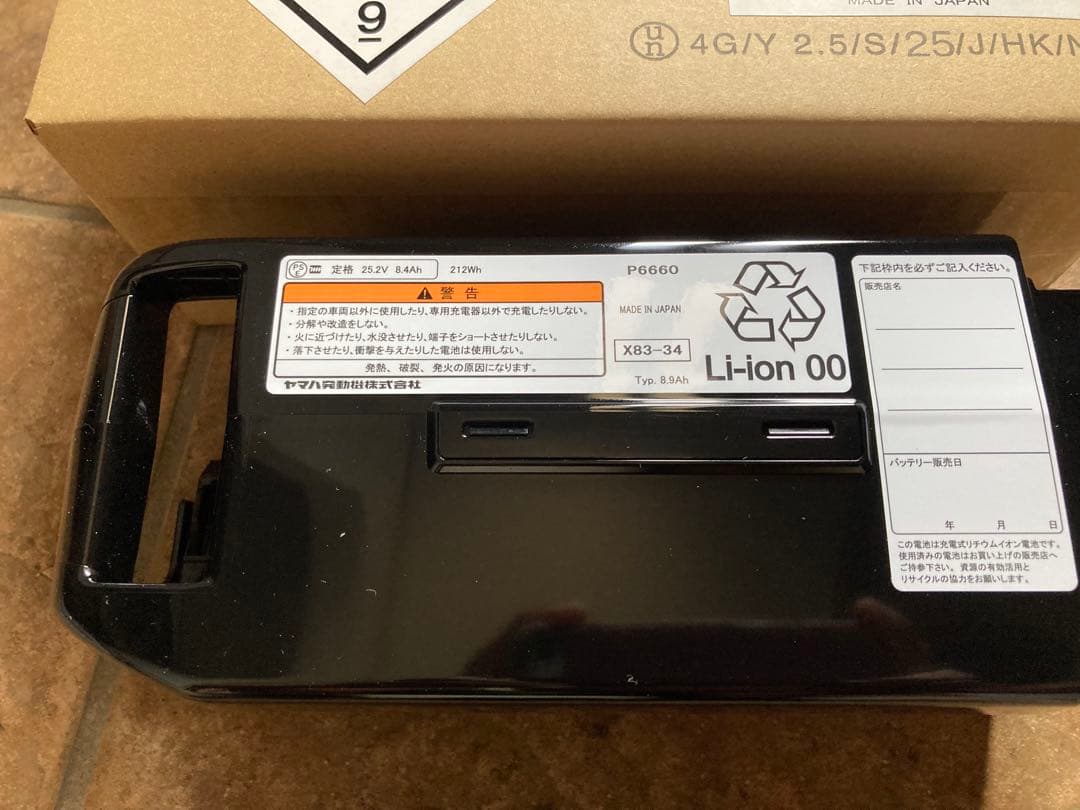 9
MADE IN JAPAN
un 4G/Y 2.5/S/25/J/HK/
PS
E
定格 25.2V 8.4Ah
212Wh
警告
・指定の車両以外に使用したり、専用充電器以外で充電したりしない。
・分解や改造をしない。
・火に近づけたり、水没させたり、端子をショートさせたりしない。
・落下させたり、衝撃を与えたりした電池は使用しない。
発熱、破裂、発火の原因になります。
ヤマハ発動機株式会社
P6660
MADE IN JAPAN
X83-34
Typ. 8.9Ah
Li-ion 00
下記枠内を必ずご記入ください。
販売店名
バッテリー販売日
年 月 日
この電池は充電式リチウムイオン電池です。
使用済みの電池はお買い上げの販売店へ
ご持参下さい。資源の有効活用と
リサイクルの協力をお願いします。